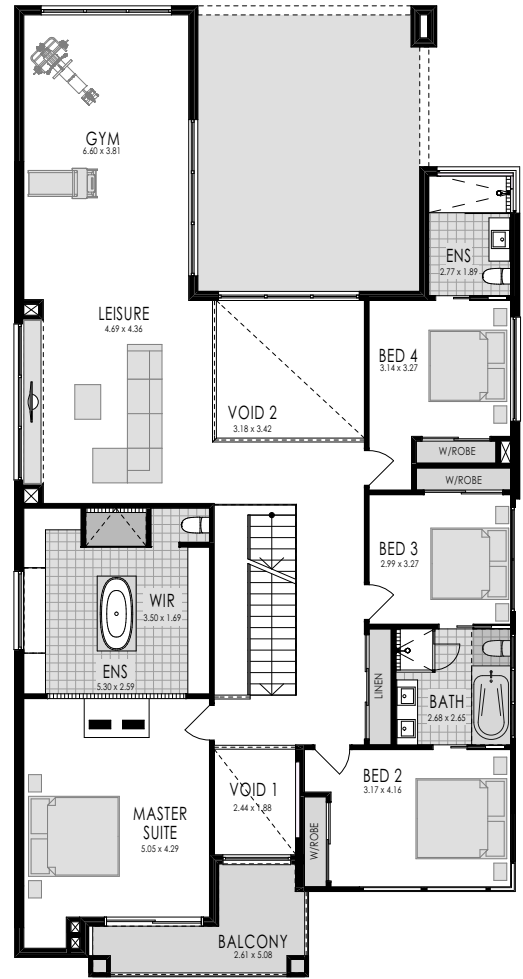 GYM
6.60 x 3.81
ENS
2.77 x 1.89
LEISURE
4.69 x 4.36
BED 4
3.14 x 3.27
VOID 2
3.18 x 3.42
W/ROBE
W/ROBE
BED 3
2.99 x 3.27
WIR
3.50 x 1.69
ENS
5.30 x 2.59
LINEN
BATH
2.68 x 2.65
BED 2
3.17 x 4.16
VOID 1
2.44 x 1.88
MASTER
SUITE
5.05 x 4.29
W/ROBE
BALCONY
2.61 x 5.08